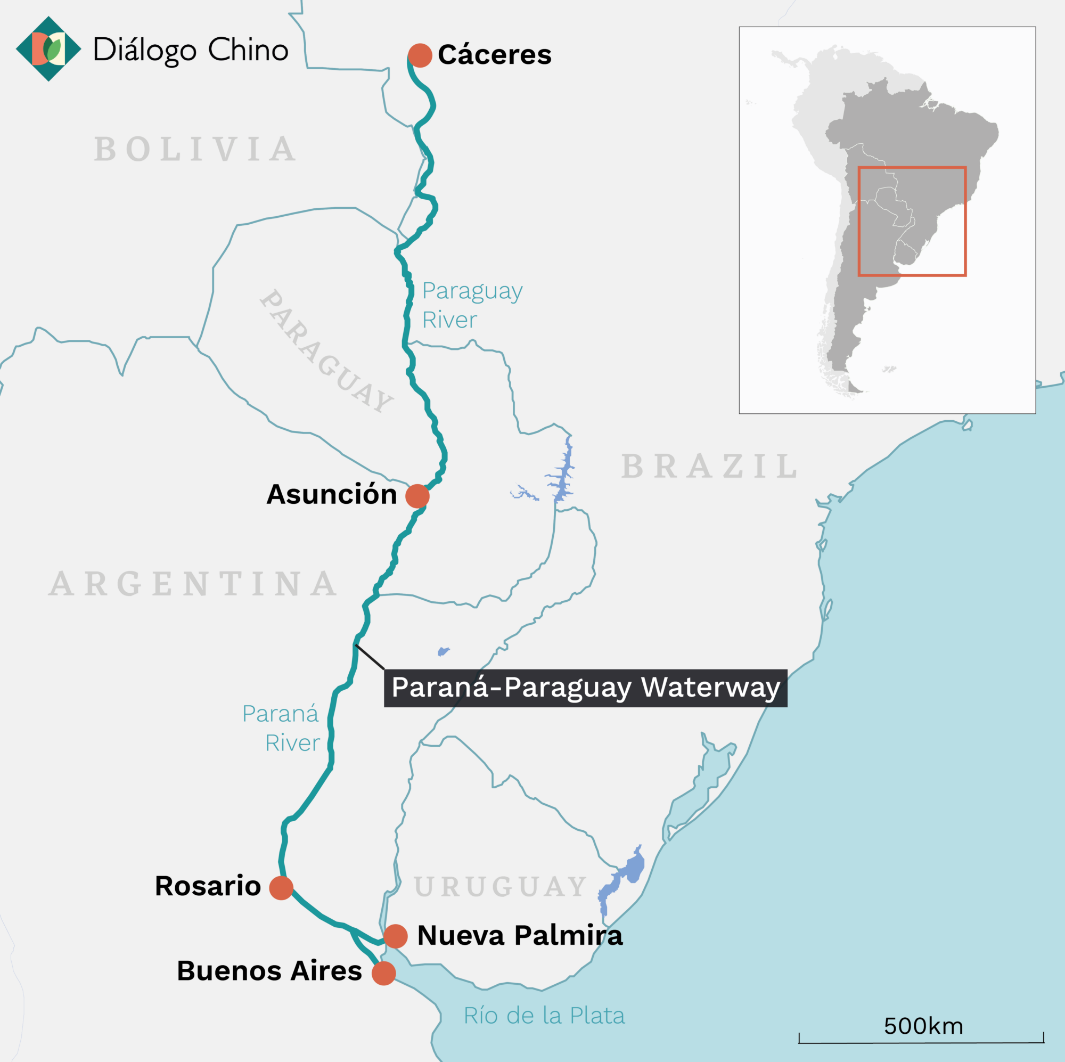 Diálogo Chino
Cáceres
BOLIVIA
Paraguay
River
PARAGUAY
BRAZIL
Asunción
ARGENTINA
Paraná-Paraguay Waterway
Paraná
River
Rosario
URUGUAY
Nueva Palmira
Buenos Aires
Río de la Plata
500km